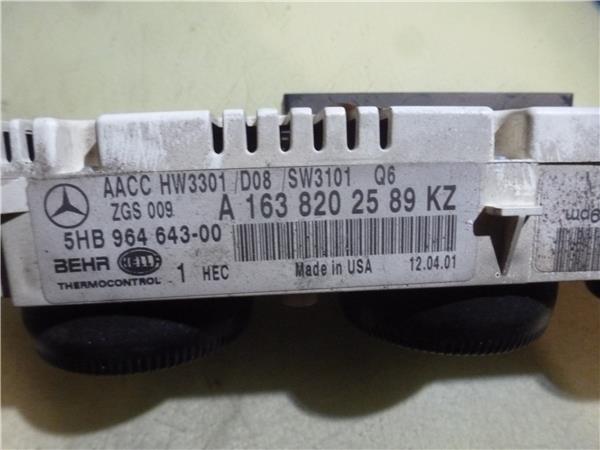 AACC HW3301 /D08 /SW3101 Q6
ZGS 009 A 163 820 25 89 KZ
5HB 964 643-00
BEHR HELLA 1 HEC Made in USA 12.04.01
THERMOCONTROL